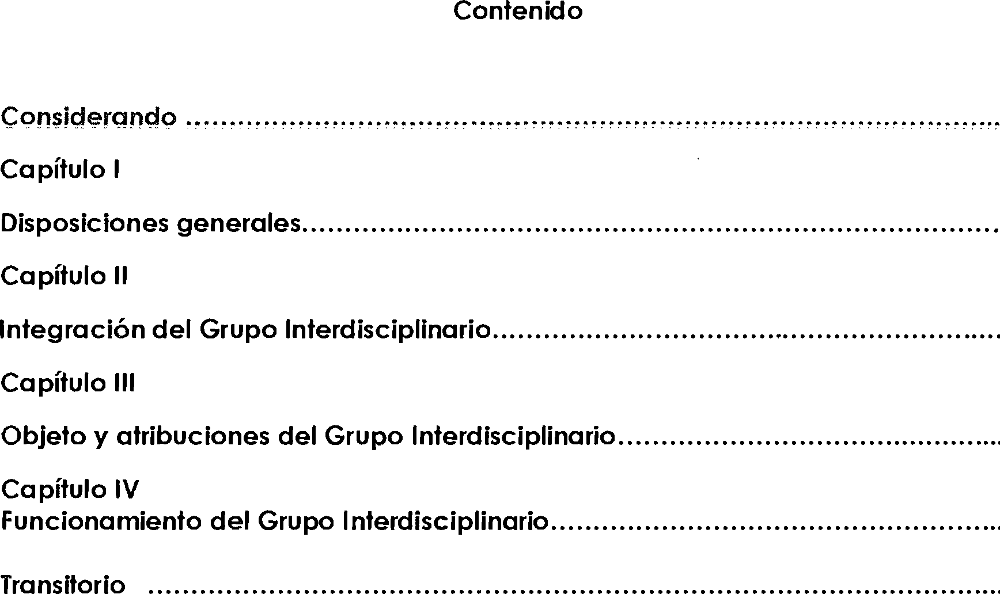 Contenido
Considerando ................................................................................................
Capítulo I
Disposiciones generales.................................................................................
Capítulo II
Integración del Grupo Interdisciplinario............................................................
Capítulo III
Objeto y atribuciones del Grupo Interdisciplinario.............................................
Capítulo IV
Funcionamiento del Grupo Interdisciplinario.....................................................
Transitorio ...................................................................................................